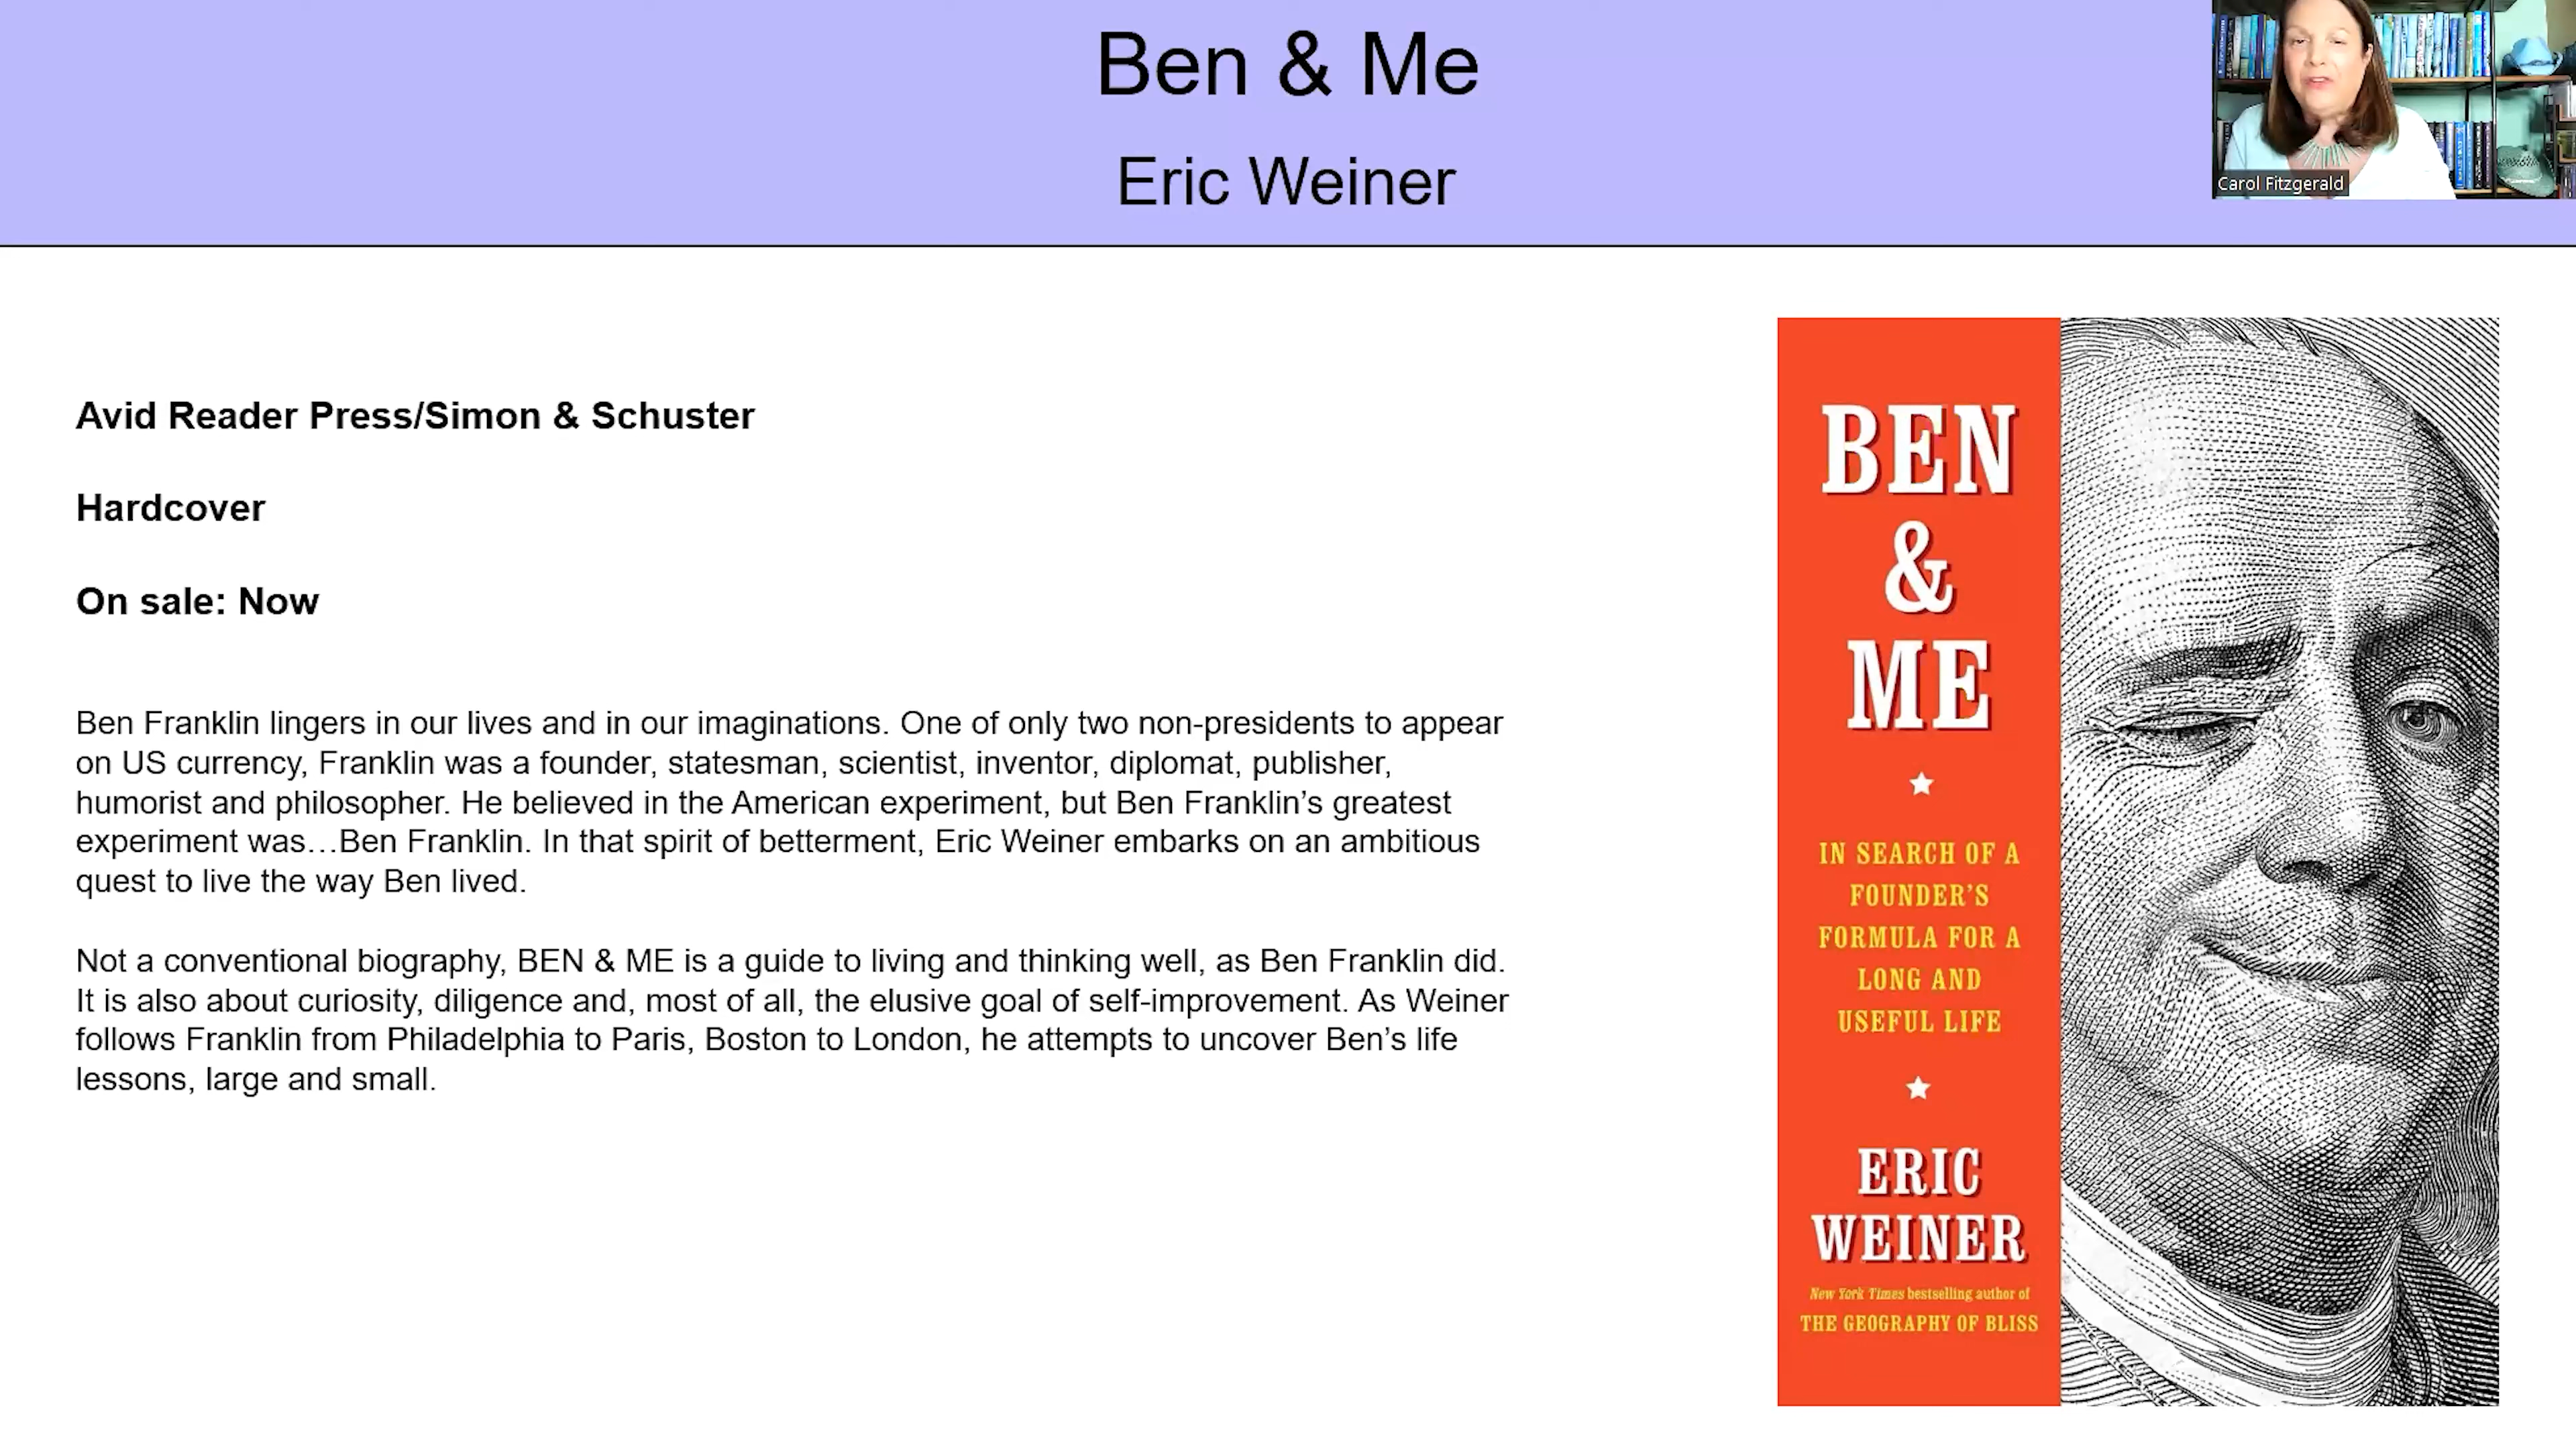 Ben & Me
Eric Weiner
Carol Fitzgerald
Avid Reader Press/Simon & Schuster
Hardcover
On sale: Now
Ben Franklin lingers in our lives and in our imaginations. One of only two non-presidents to appear
on US currency, Franklin was a founder, statesman, scientist, inventor, diplomat, publisher,
humorist and philosopher. He believed in the American experiment, but Ben Franklin’s greatest
experiment was…Ben Franklin. In that spirit of betterment, Eric Weiner embarks on an ambitious
quest to live the way Ben lived.
Not a conventional biography, BEN & ME is a guide to living and thinking well, as Ben Franklin did.
It is also about curiosity, diligence and, most of all, the elusive goal of self-improvement. As Weiner
follows Franklin from Philadelphia to Paris, Boston to London, he attempts to uncover Ben’s life
lessons, large and small.
BEN
&
ME
IN SEARCH OF A
FOUNDER’S
FORMULA FOR A
LONG AND
USEFUL LIFE
ERIC
WEINER
New York Times bestselling author of
THE GEOGRAPHY OF BLISS